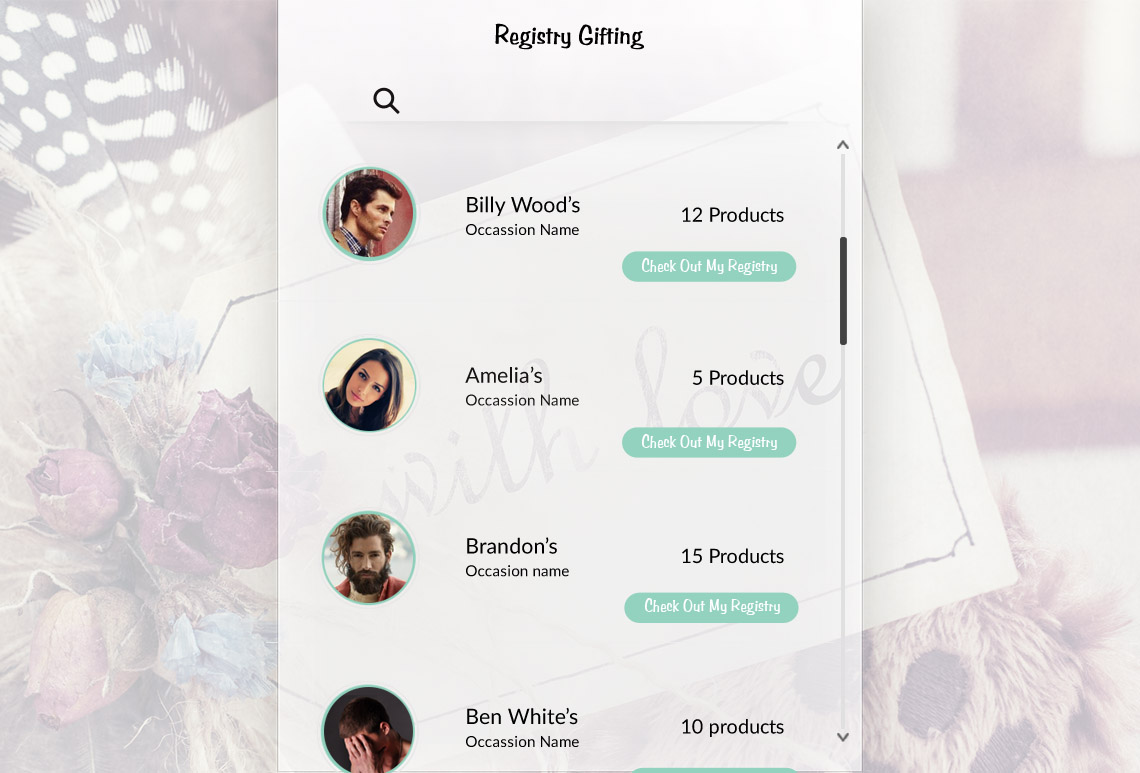 Registry Gifting
Billy Wood's
Occassion Name
12 Products
Check Out My Registry
with love
Amelia's
Occassion Name
5 Products
Check Out My Registry
Brandon's
Occasion name
15 Products
Check Out My Registry
Ben White's
Occassion Name
10 products